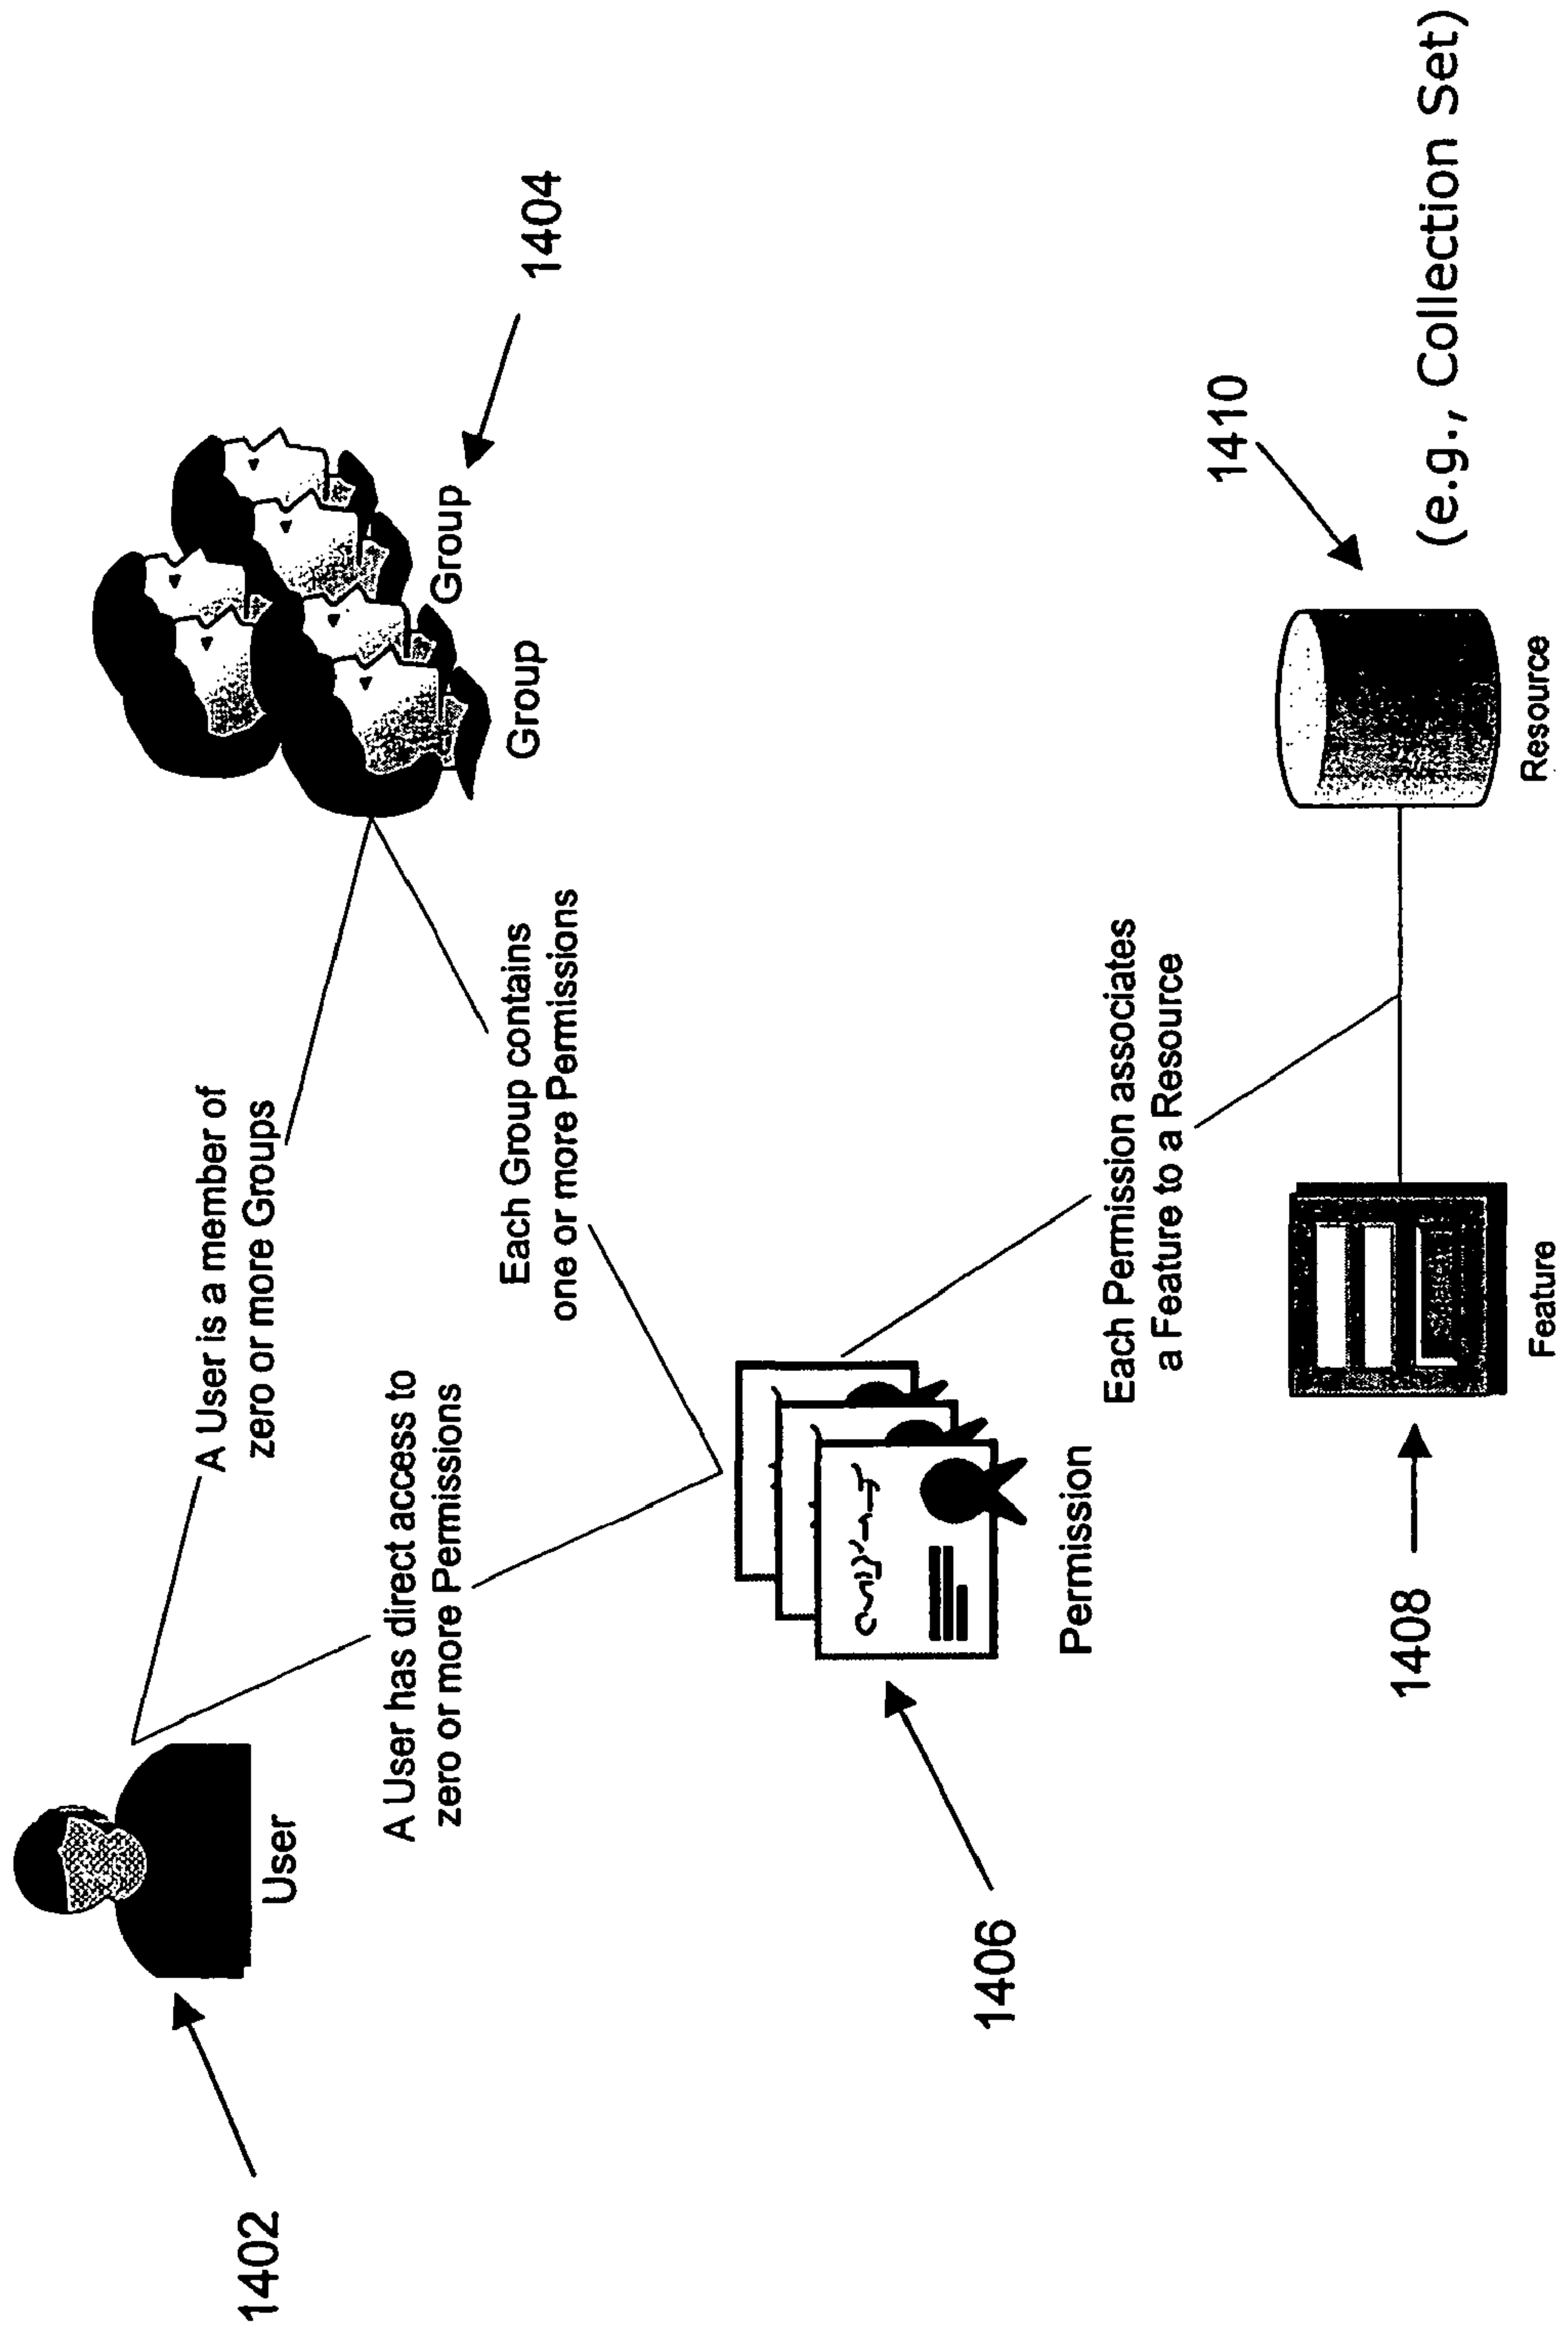 1402
User
A User is a member of
zero or more Groups
Group
Group
1404
A User has direct access to
zero or more Permissions
Each Group contains
one or more Permissions
1406
Permission
Each Permission associates
a Feature to a Resource
1408
Feature
1410
Resource
(e.g., Collection Set)